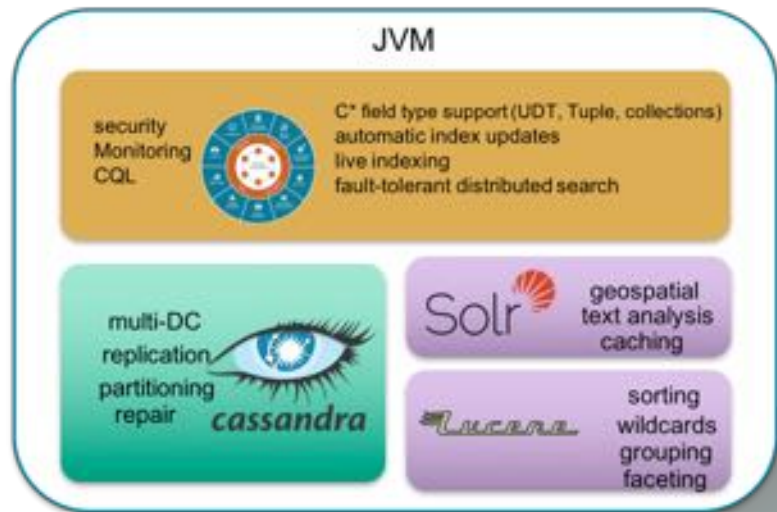 JVM
security
Monitoring
CQL
C* field type support (UDT, Tuple, collections)
automatic index updates
live indexing
fault-tolerant distributed search
multi-DC
replication
partitioning
repair
cassandra
Solr
geospatial
text analysis
caching
Lucene
sorting
wildcards
grouping
faceting